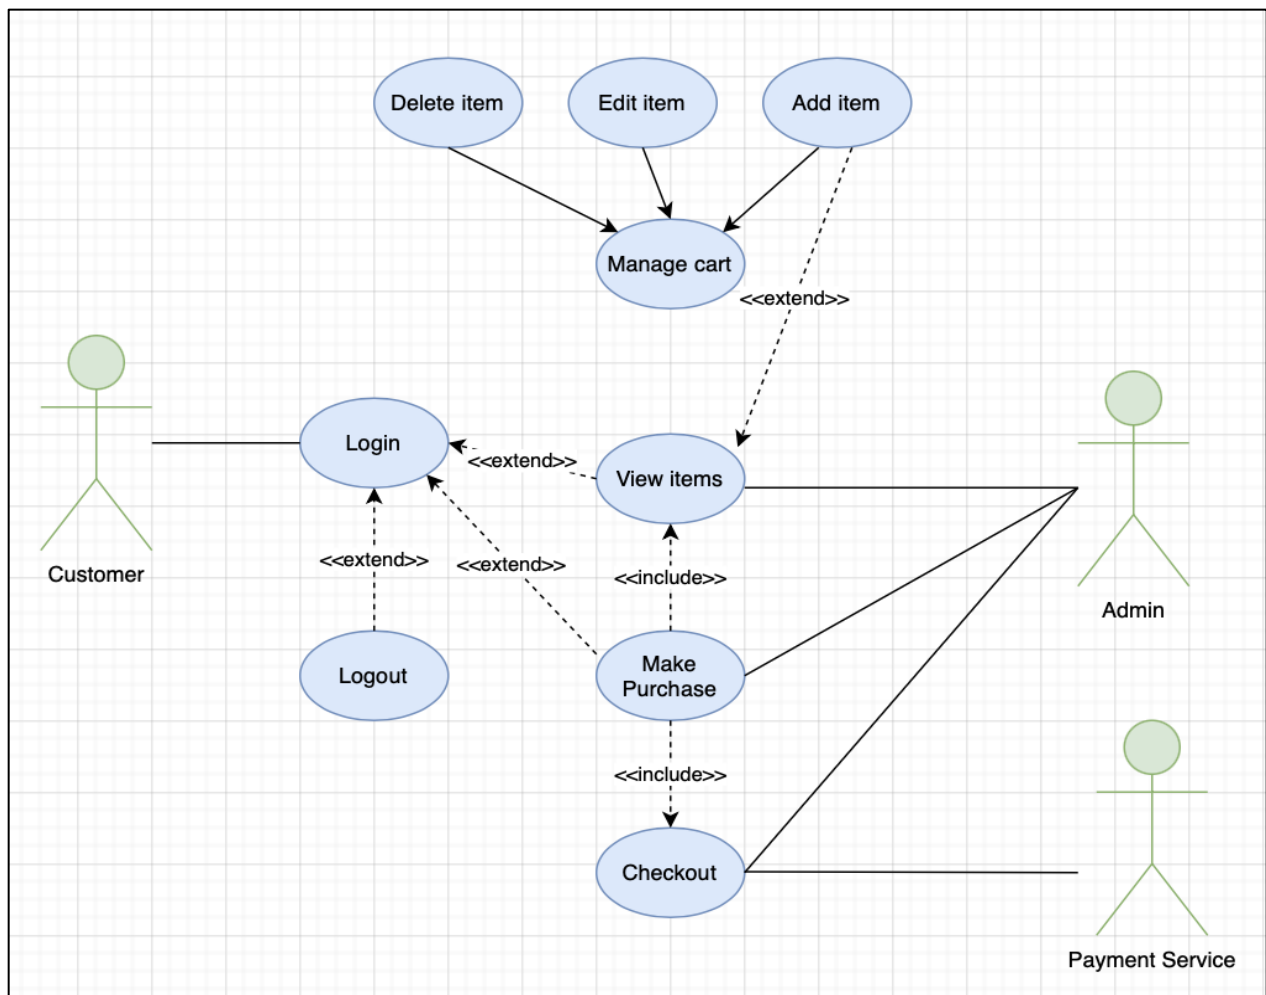 Delete item
Edit item
Add item
Manage cart
<<extend>>
Login
<<extend>>
View items
Customer
<<extend>>
<<extend>>
<<include>>
Admin
Logout
Make
Purchase
<<include>>
Checkout
Payment Service